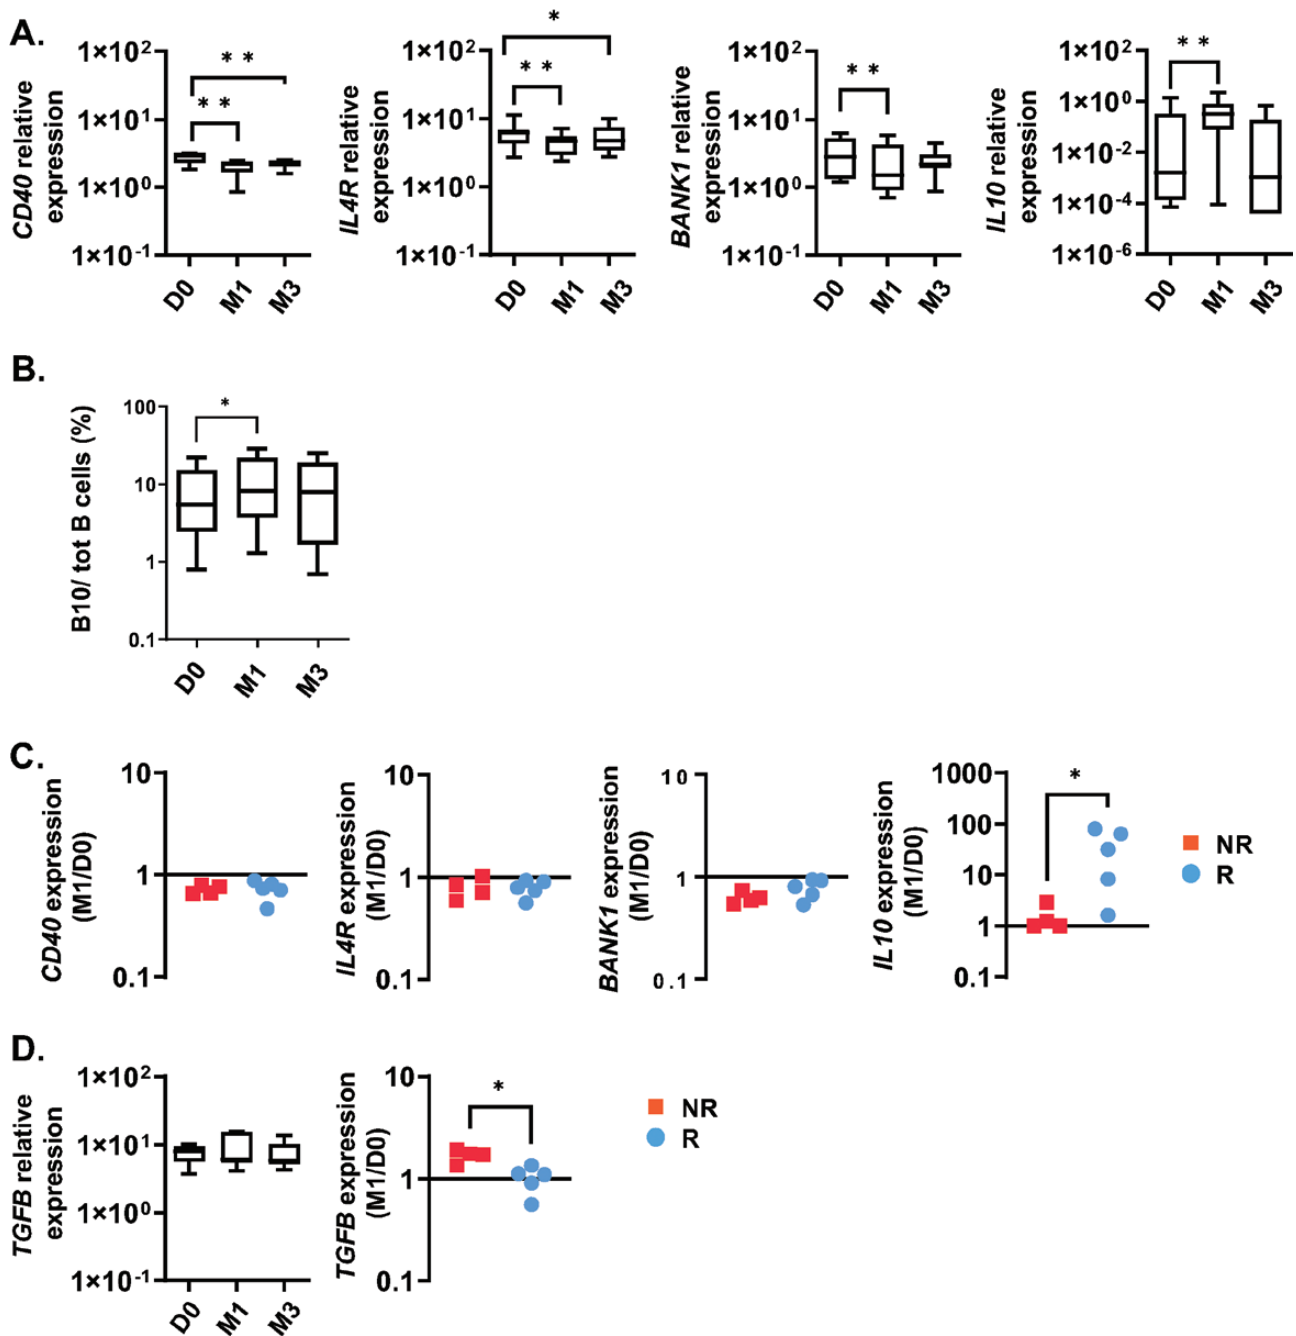 A.
CD40 relative
expression
1×10²
1×10¹
1×10⁰
1×10⁻¹
**
**
D0
M1
M3
IL4R relative
expression
1×10²
1×10¹
1×10⁰
1×10⁻¹
*
**
D0
M1
M3
BANK1 relative
expression
1×10²
1×10¹
1×10⁰
1×10⁻¹
**
D0
M1
M3
IL10 relative
expression
1×10²
1×10⁰
1×10⁻²
1×10⁻⁴
1×10⁻⁶
**
D0
M1
M3
B.
B10/ tot B cells (%)
100
10
1
0.1
*
D0
M1
M3
C.
CD40 expression
(M1/D0)
10
1
0.1
IL4R expression
(M1/D0)
10
1
0.1
BANK1 expression
(M1/D0)
10
1
0.1
IL10 expression
(M1/D0)
1000
100
10
1
0.1
*
NR
R
D.
TGFB relative
expression
1×10²
1×10¹
1×10⁰
1×10⁻¹
D0
M1
M3
TGFB expression
(M1/D0)
10
1
0.1
*
NR
R